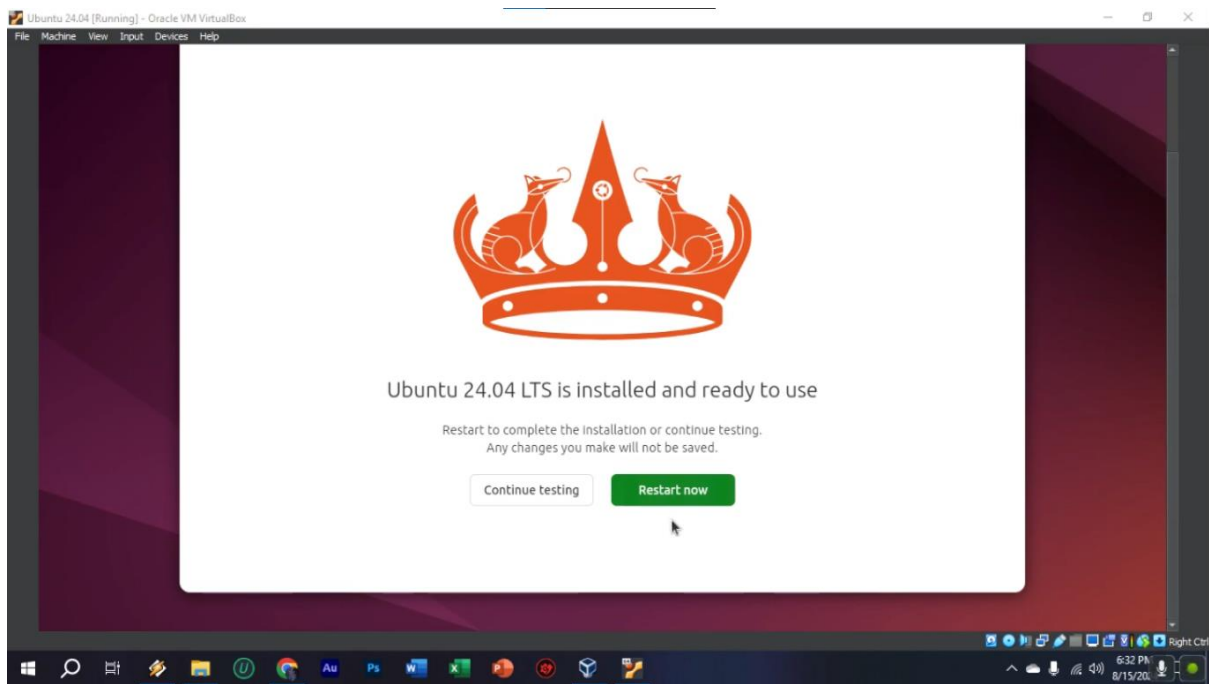 Ubuntu 24.04 [Running] - Oracle VM VirtualBox
File Machine View Input Devices Help
Ubuntu 24.04 LTS is installed and ready to use
Restart to complete the installation or continue testing.
Any changes you make will not be saved.
Continue testing Restart now
Right Ctrl
Au Ps
6:32 PM